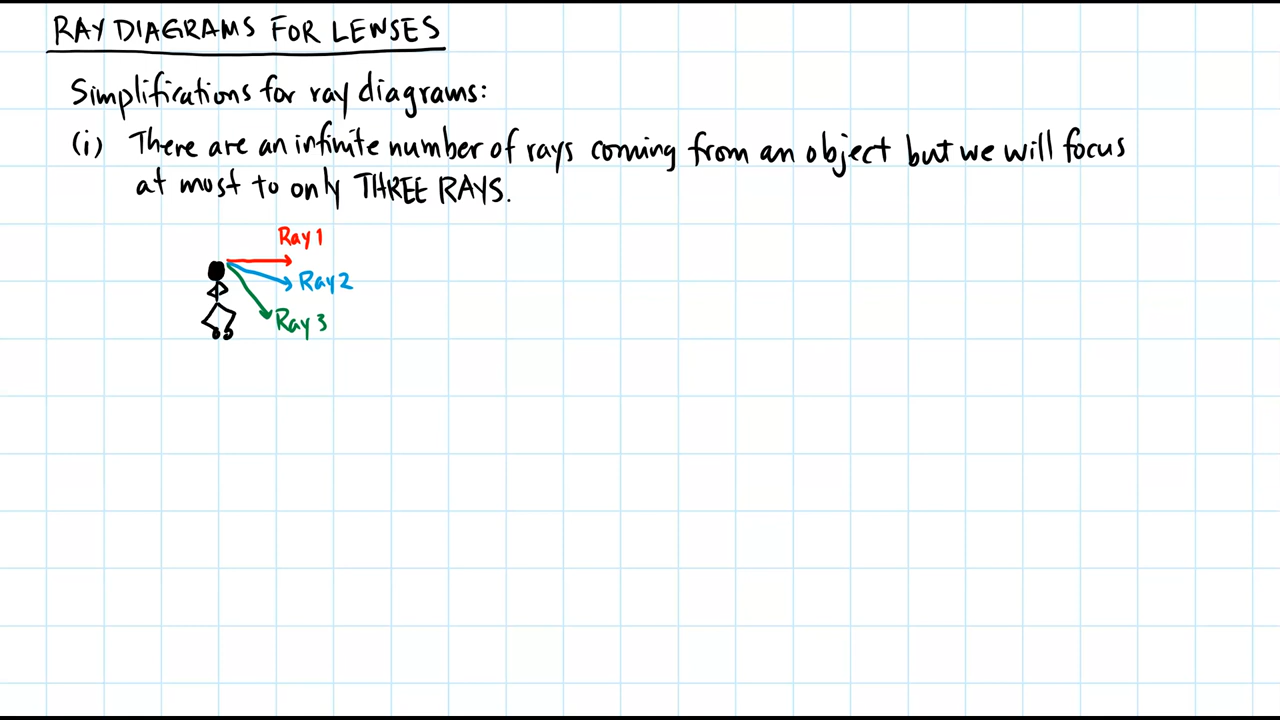 RAY DIAGRAMS FOR LENSES
Simplifications for ray diagrams:
(i) There are an infinite number of rays coming from an object but we will focus
at most to only THREE RAYS.
Ray 1
Ray 2
Ray 3